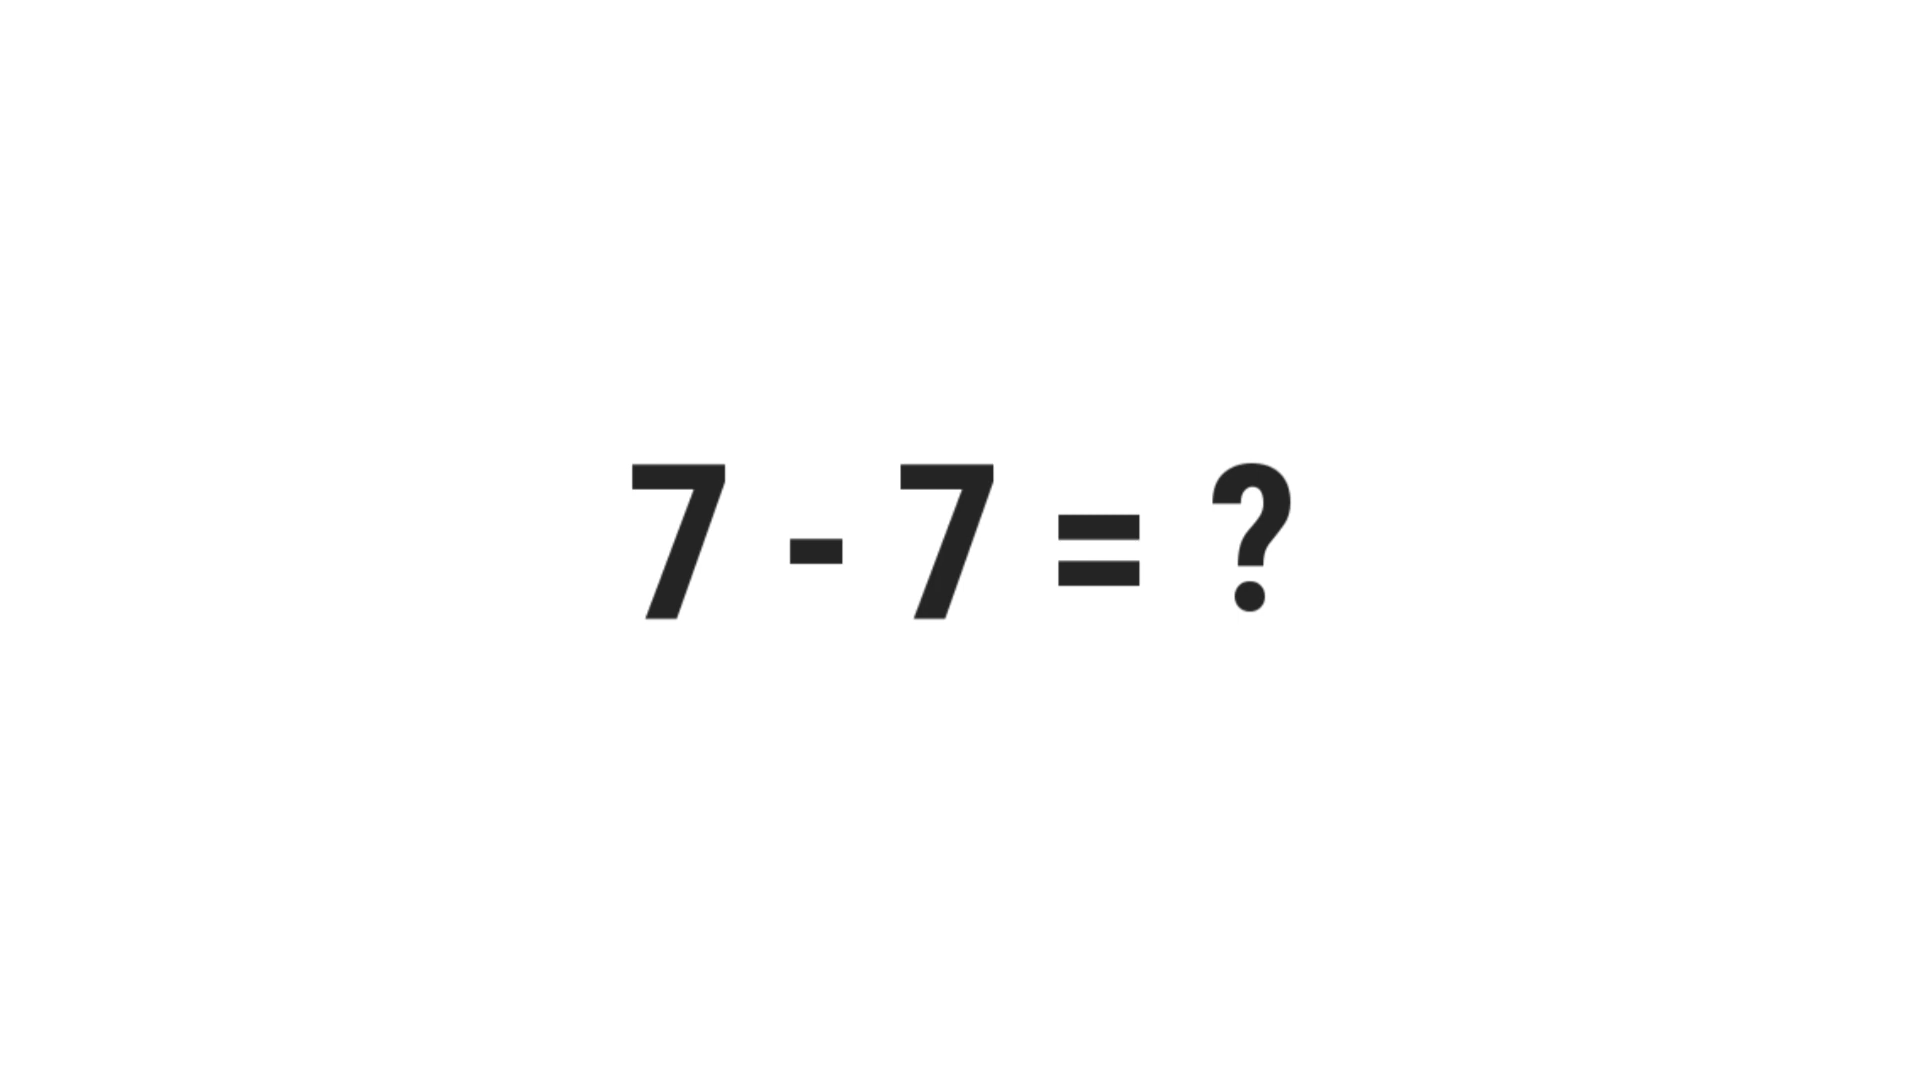 7 - 7 = ?